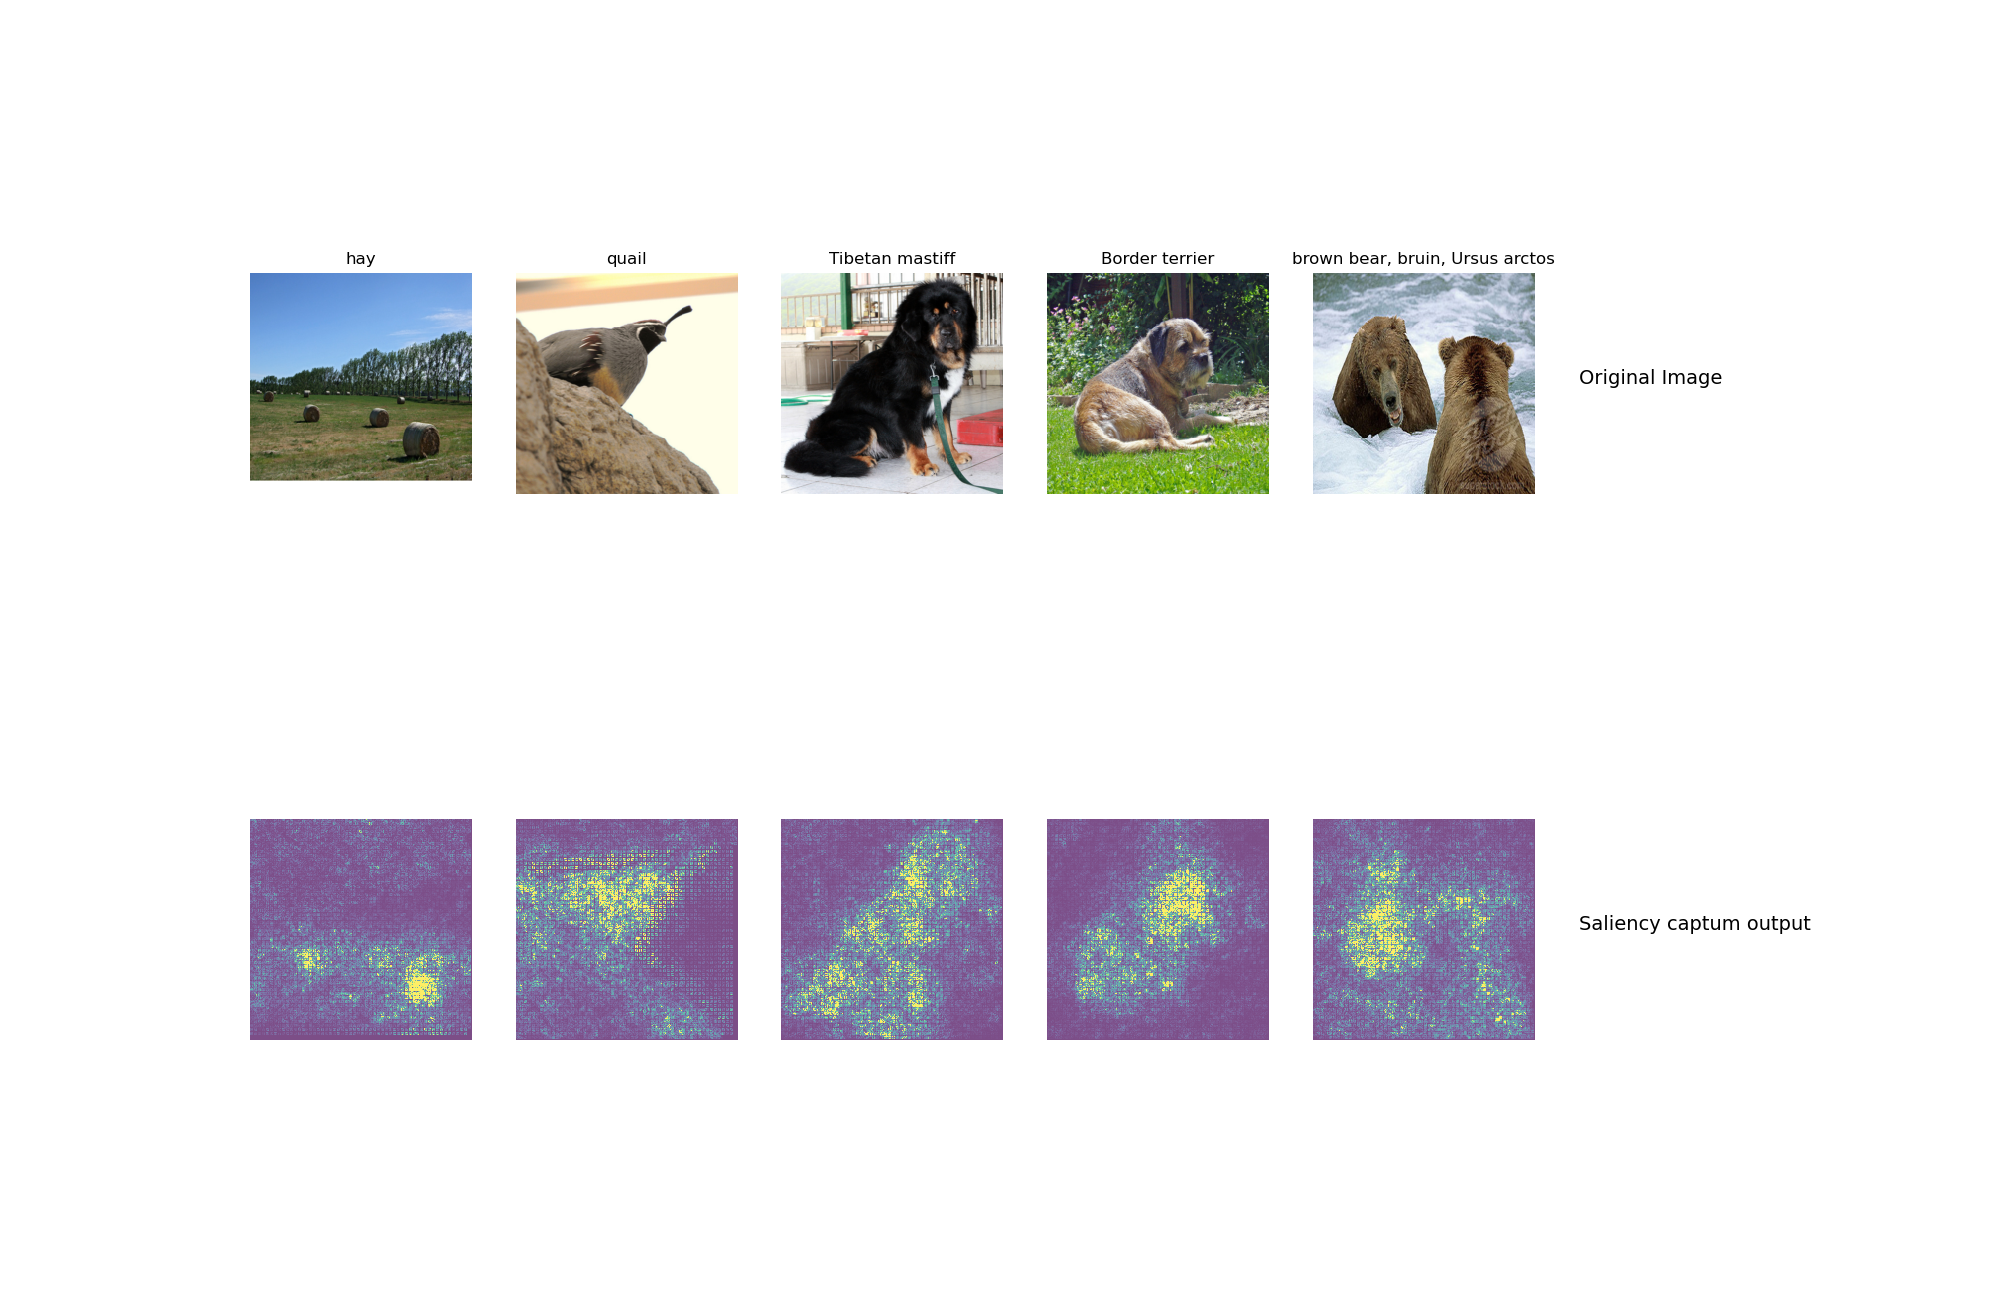 hay
quail
Tibetan mastiff
Border terrier
brown bear, bruin, Ursus arctos
Original Image
Saliency captum output